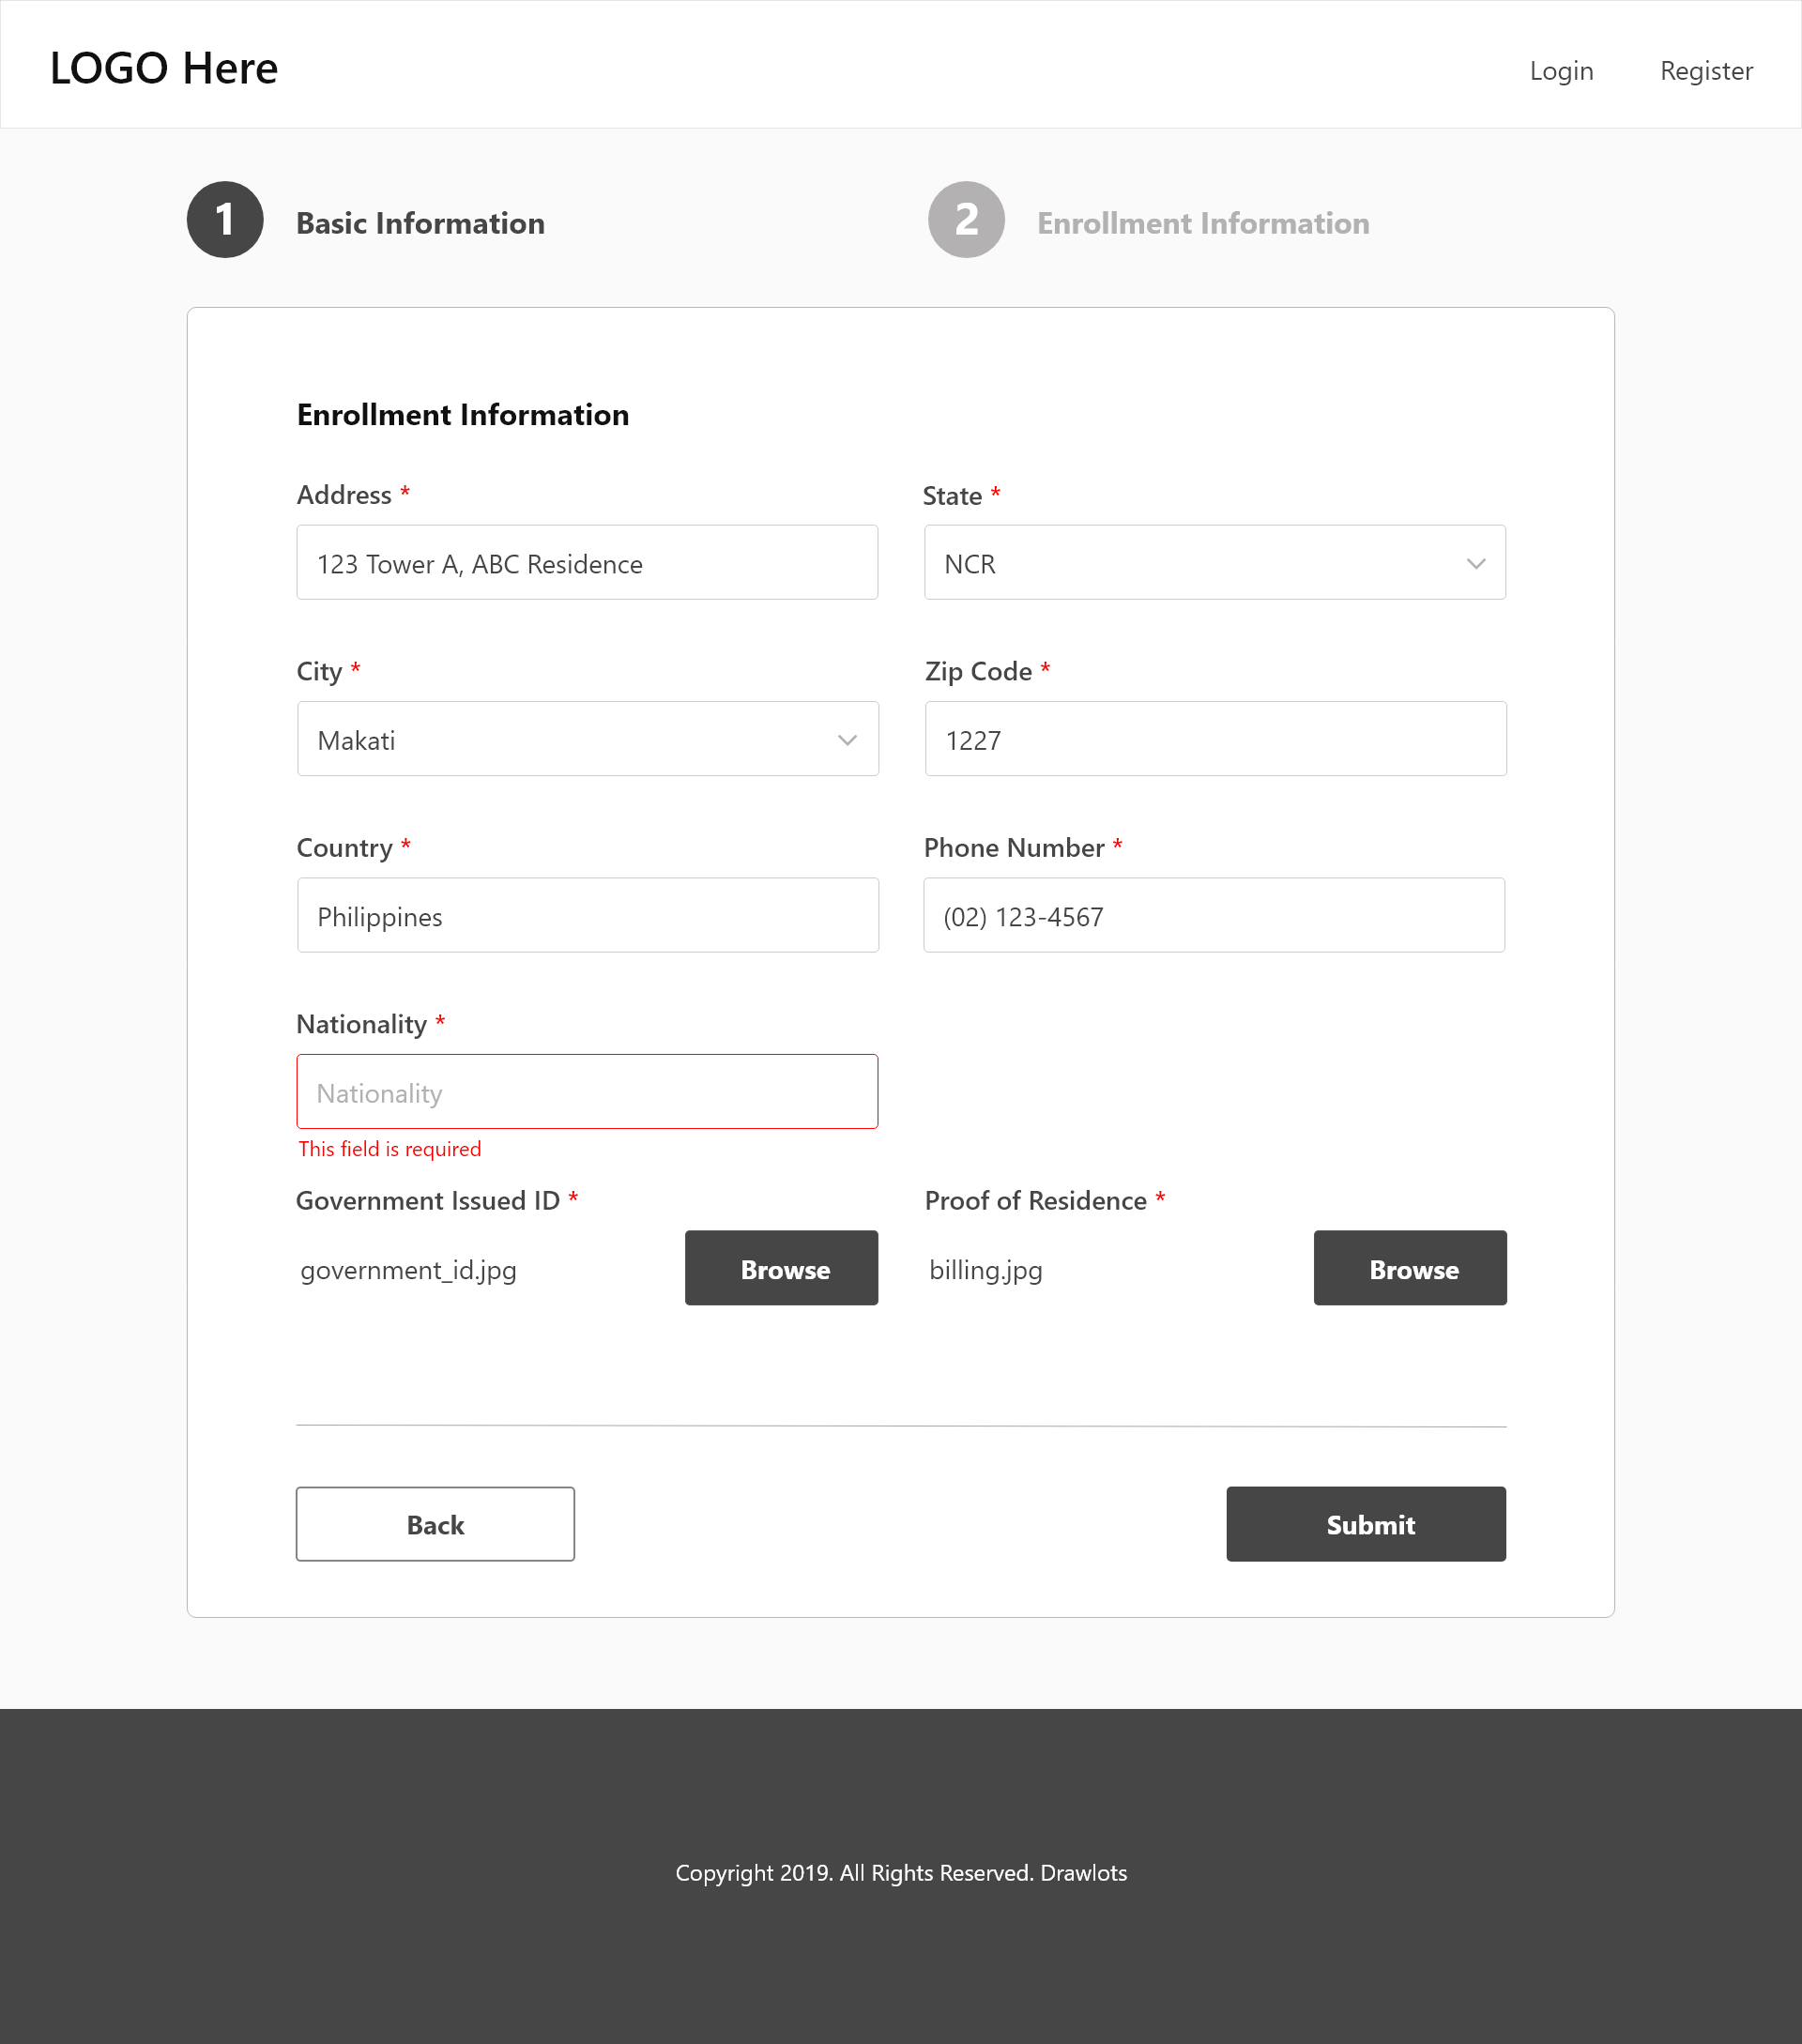 LOGO Here
Login
Register
1
Basic Information
2
Enrollment Information
Enrollment Information
Address *
State *
123 Tower A, ABC Residence
NCR
City *
Zip Code *
Makati
1227
Country *
Phone Number *
Philippines
(02) 123-4567
Nationality *
Nationality
This field is required
Government Issued ID *
Proof of Residence *
government_id.jpg
Browse
billing.jpg
Browse
Back
Submit
Copyright 2019. All Rights Reserved. Drawlots